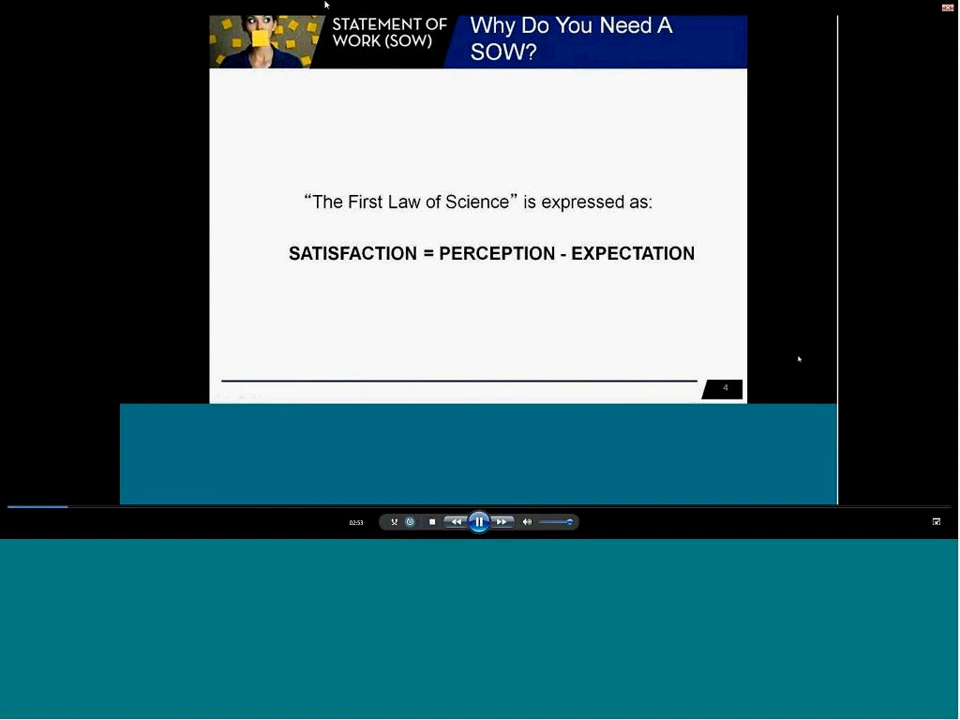 STATEMENT OF
WORK (SOW)
Why Do You Need A
SOW?
“The First Law of Science” is expressed as:
SATISFACTION = PERCEPTION - EXPECTATION
4
02:53